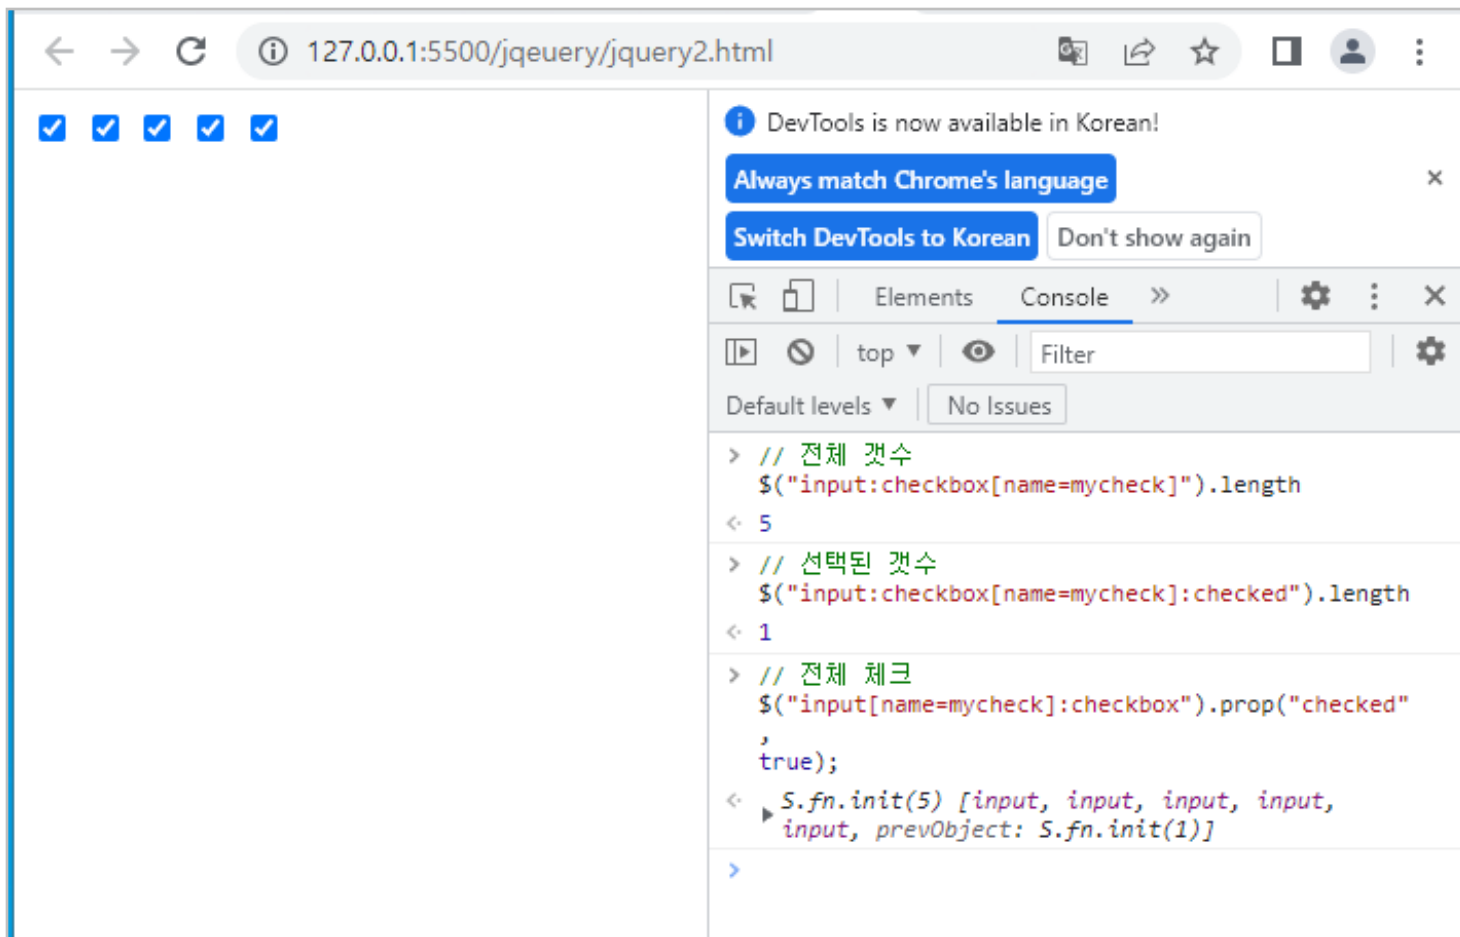 127.0.0.1:5500/jqeuery/jquery2.html
DevTools is now available in Korean!
Always match Chrome's language
Switch DevTools to Korean Don't show again
Elements Console
top Filter
Default levels No Issues
// 전체 갯수
$("input:checkbox[name=mycheck]").length
5
// 선택된 갯수
$("input:checkbox[name=mycheck]:checked").length
1
// 전체 체크
$("input[name=mycheck]:checkbox").prop("checked"
,
true);
S.fn.init(5) [input, input, input, input,
input, prevObject: S.fn.init(1)]